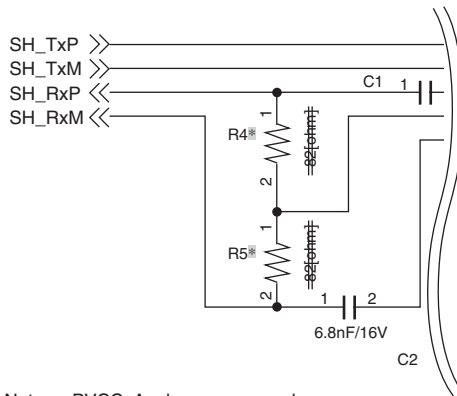 SH_TxP
SH_TxM
SH_RxP
SH_RxM
C1 1
R4※ 1 2 82[ohm]
R5※ 1 2 82[ohm]
1 2
6.8nF/16V
C2